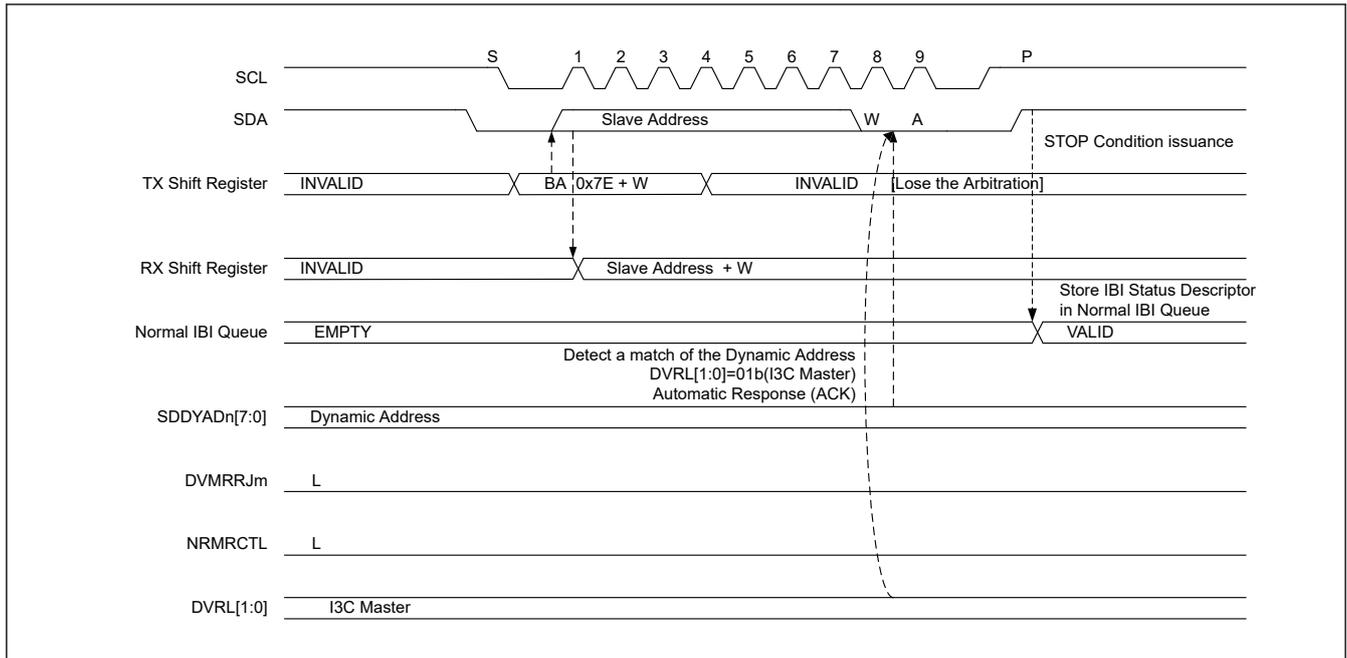 S 1 2 3 4 5 6 7 8 9 P
SCL
SDA Slave Address W A
STOP Condition issuance
TX Shift Register INVALID BA 0x7E + W INVALID [Lose the Arbitration]
RX Shift Register INVALID Slave Address + W
Store IBI Status Descriptor
in Normal IBI Queue
Normal IBI Queue EMPTY VALID
Detect a match of the Dynamic Address
DVRL[1:0]=01b(I3C Master)
Automatic Response (ACK)
SDDYADn[7:0] Dynamic Address
DVMRRJm L
NRMRCTL L
DVRL[1:0] I3C Master